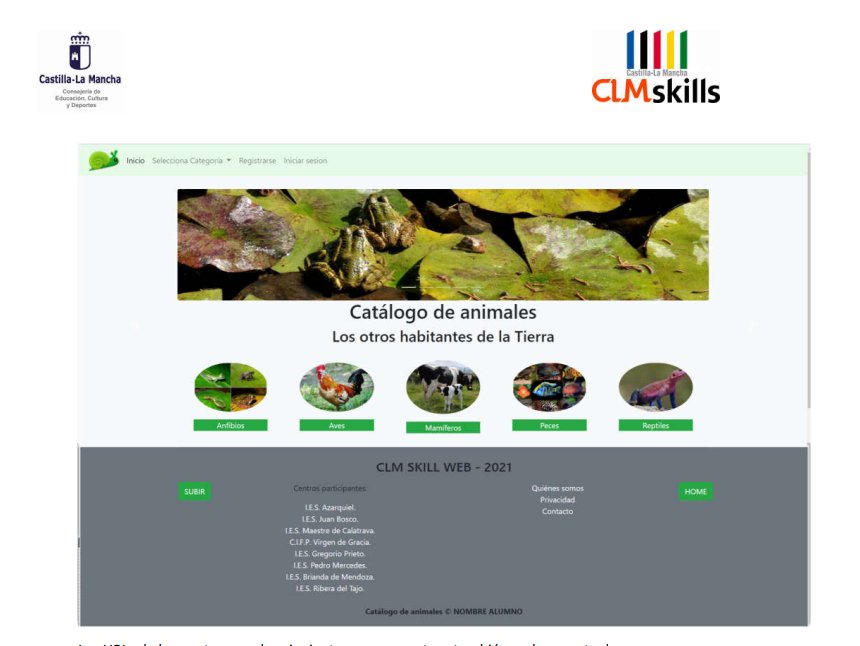 Castilla-La Mancha
Consejería de
Educación, Cultura
y Deportes
Castilla-La Mancha
CLMskills
Inicio Selecciona Categoría Registrarse Iniciar sesion
Catálogo de animales
Los otros habitantes de la Tierra
Anfibios Aves Mamíferos Peces Reptiles
CLM SKILL WEB - 2021
SUBIR
Centros participantes:
I.E.S. Azarquiel.
I.E.S. Juan Bosco.
I.E.S. Maestre de Calatrava.
C.I.F.P. Virgen de Gracia.
I.E.S. Gregorio Prieto.
I.E.S. Pedro Mercedes.
I.E.S. Brianda de Mendoza.
I.E.S. Ribera del Tajo.
Quiénes somos
Privacidad
Contacto
HOME
Catálogo de animales © NOMBRE ALUMNO